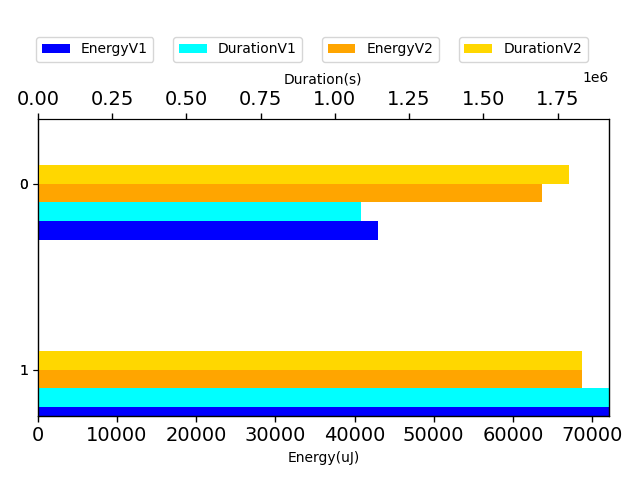 EnergyV1 DurationV1 EnergyV2 DurationV2
Duration(s)
1e6
0.00 0.25 0.50 0.75 1.00 1.25 1.50 1.75
0
1
0 10000 20000 30000 40000 50000 60000 70000
Energy(uJ)